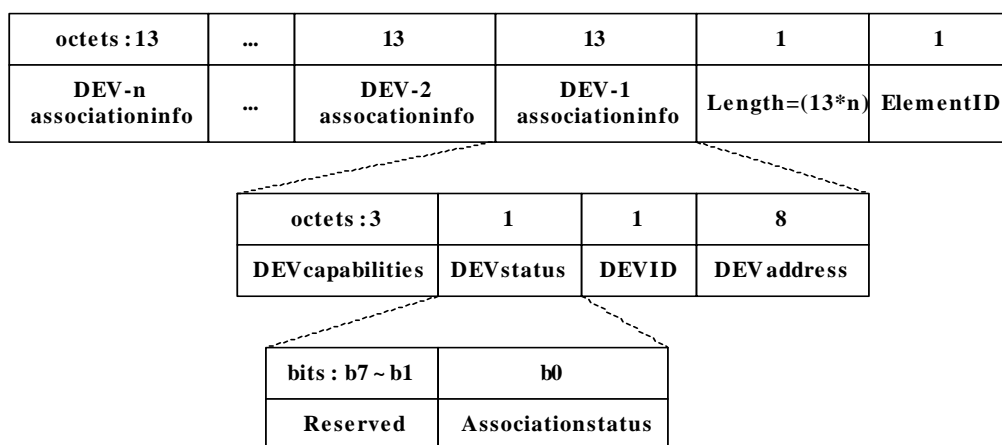 octets:13 ... 13 13 1 1
DEV-n associationinfo ... DEV-2 assocationinfo DEV-1 associationinfo Length=(13*n) ElementID
octets:3 1 1 8
DEVcapabilities DEVstatus DEVID DEVaddress
bits: b7~b1 b0
Reserved Associationstatus